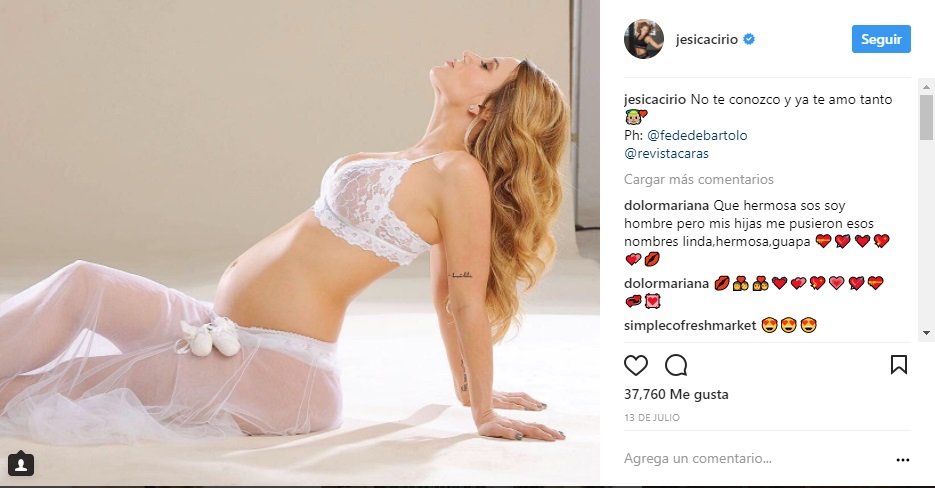 jesicacirio
Seguir
jesicacirio No te conozco y ya te amo tanto
Ph: @fededebartolo
@revistacaras
Cargar más comentarios
dolormariana Que hermosa sos soy
hombre pero mis hijas me pusieron esos
nombres linda,hermosa,guapa
dolormariana
simplecofreshmarket
37,760 Me gusta
13 DE JULIO
Agrega un comentario...